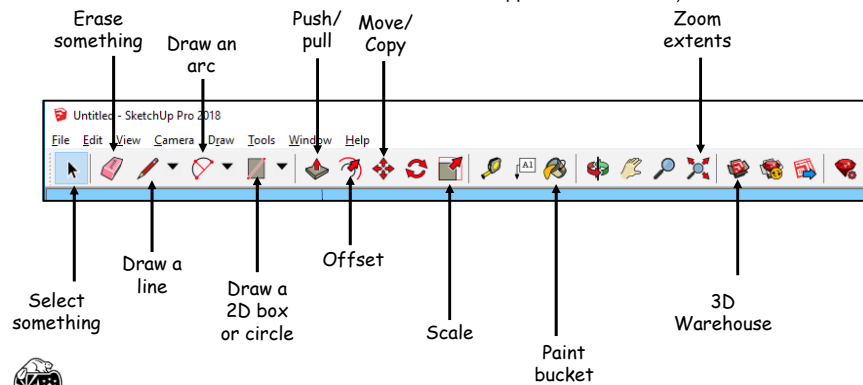 Erase
something
Draw an
arc
Push/
pull
Move/
Copy
Zoom
extents
Untitled - SketchUp Pro 2018
File Edit View Camera Draw Tools Window Help
A1
Select
something
Draw a
line
Draw a
2D box
or circle
Offset
Scale
Paint
bucket
3D
Warehouse